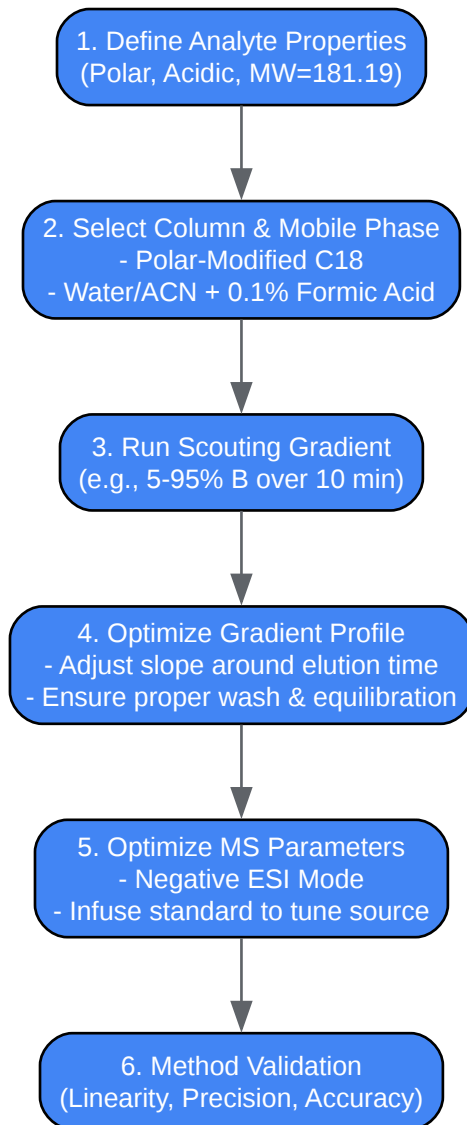 1. Define Analyte Properties
(Polar, Acidic, MW=181.19)
2. Select Column & Mobile Phase
- Polar-Modified C18
- Water/ACN + 0.1% Formic Acid
3. Run Scouting Gradient
(e.g., 5-95% B over 10 min)
4. Optimize Gradient Profile
- Adjust slope around elution time
- Ensure proper wash & equilibration
5. Optimize MS Parameters
- Negative ESI Mode
- Infuse standard to tune source
6. Method Validation
(Linearity, Precision, Accuracy)